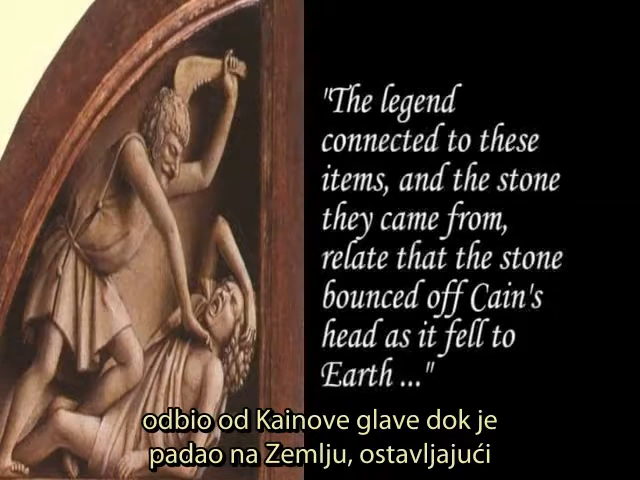 "The legend
connected to these
items, and the stone
they came from,
relate that the stone
bounced off Cain's
head as it fell to
Earth ..."
odbio od Kainove glave dok je
padao na Zemlju, ostavljajući